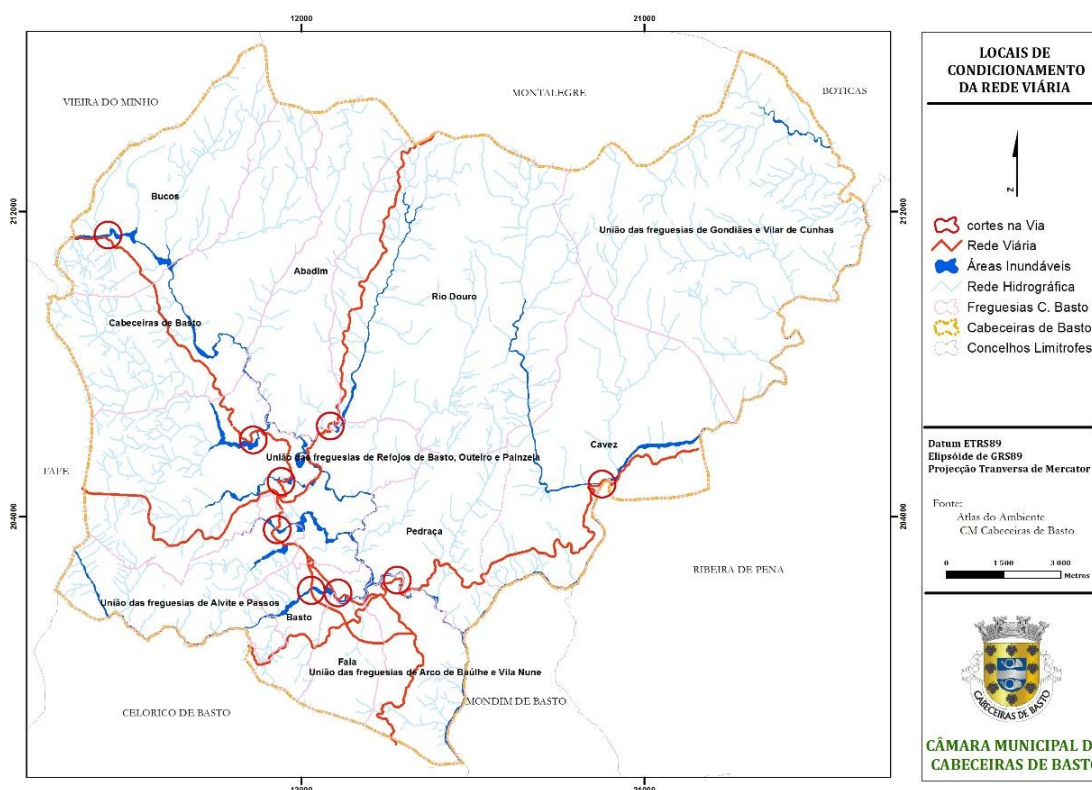 12000
21000
VIEIRA DO MINHO
MONTALEGRE
BOTICAS
212000
212000
Bucos
União das freguesias de Gondiães e Vilar de Cunhas
Abadim
Rio Douro
Cabeceiras de Basto
Cavez
União das freguesias de Refojos de Basto, Outeiro e Painzela
FAFE
204000
204000
Pedraça
RIBEIRA DE PENA
União das freguesias de Alvite e Passos
Basto
Faia
União das freguesias de Arco de Baúlhe e Vila Nune
MONDIM DE BASTO
CELORICO DE BASTO
12000
21000
LOCAIS DE
CONDICIONAMENTO
DA REDE VIÁRIA
z
cortes na Via
Rede Viária
Áreas Inundáveis
Rede Hidrográfica
Freguesias C. Basto
Cabeceiras de Basto
Concelhos Limitrofes
Datum ETRS89
Elipsóide de GRS89
Projecção Tranversa de Mercator
Fonte:
Atlas do Ambiente
CM Cabeceiras de Basto
0 1 500 3 000
Metros
CABECEIRAS DE BASTO
CÂMARA MUNICIPAL D
CABECEIRAS DE BASTO